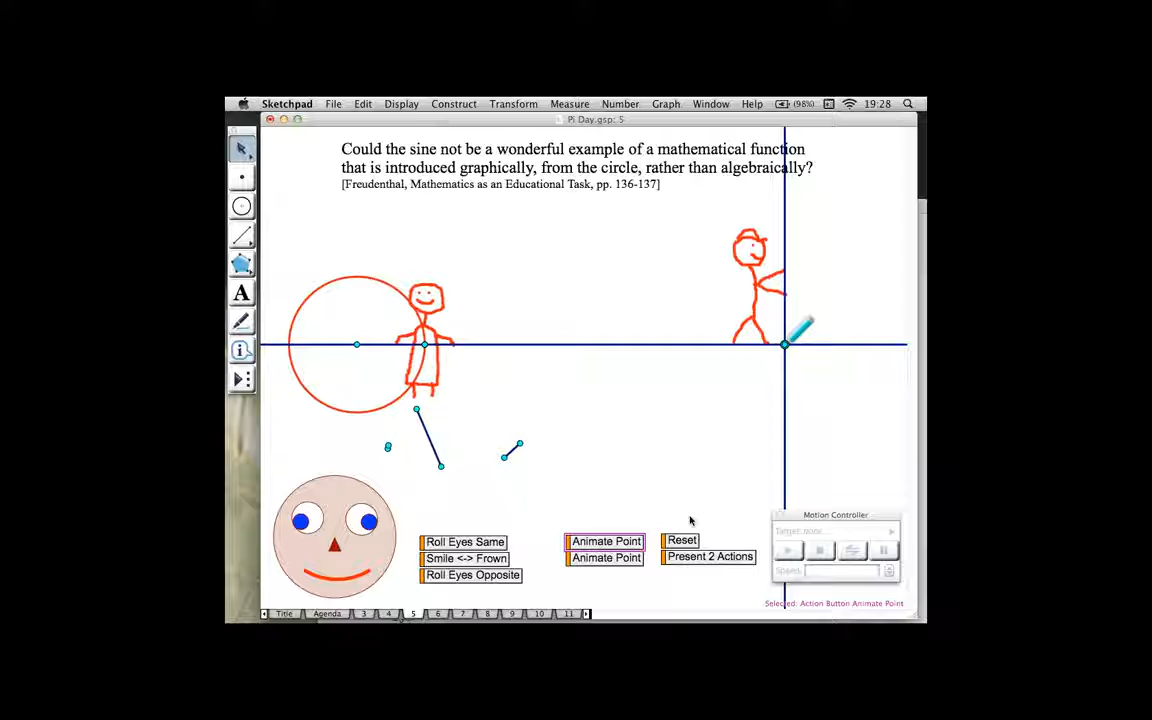 Sketchpad File Edit Display Construct Transform Measure Number Graph Window Help (98%) 19:28
Pi Day.gsp: 5
Could the sine not be a wonderful example of a mathematical function
that is introduced graphically, from the circle, rather than algebraically?
[Freudenthal, Mathematics as an Educational Task, pp. 136-137]
A
Motion Controller
Target: none...
Speed:
Roll Eyes Same
Smile <-> Frown
Roll Eyes Opposite
Animate Point
Animate Point
Reset
Present 2 Actions
Selected: Action Button Animate Point
Title Agenda 3 4 5 6 7 8 9 10 11